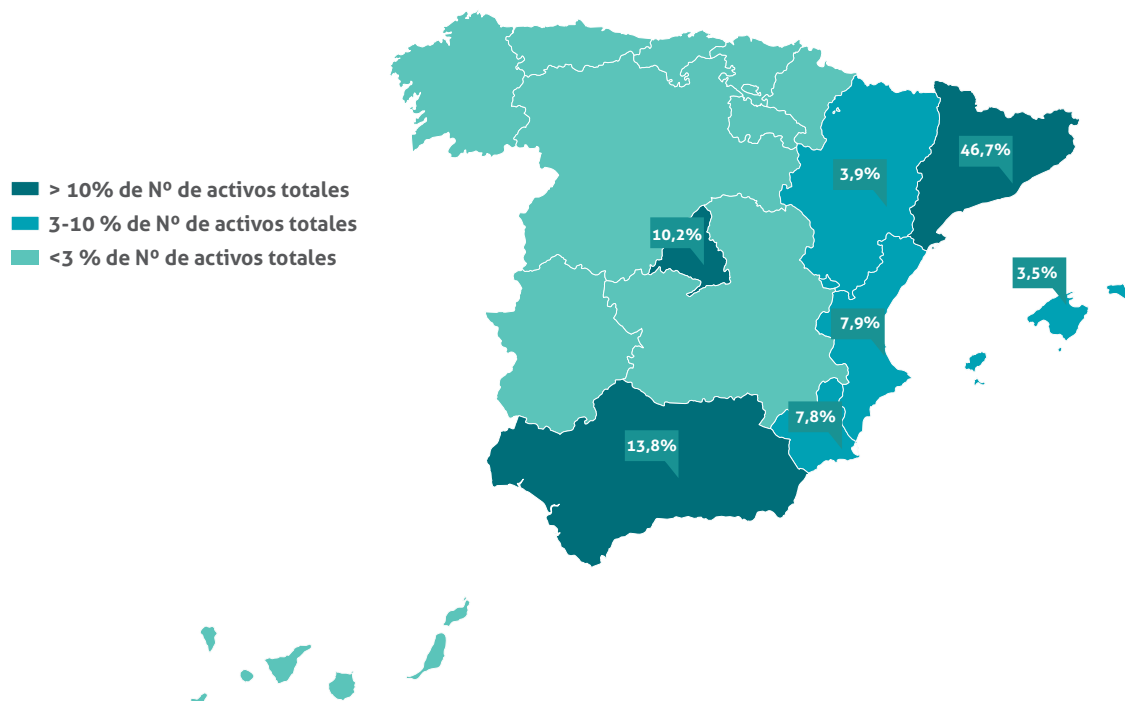 > 10% de Nº de activos totales
3-10 % de Nº de activos totales
<3 % de Nº de activos totales
46,7%
3,9%
10,2%
3,5%
7,9%
7,8%
13,8%